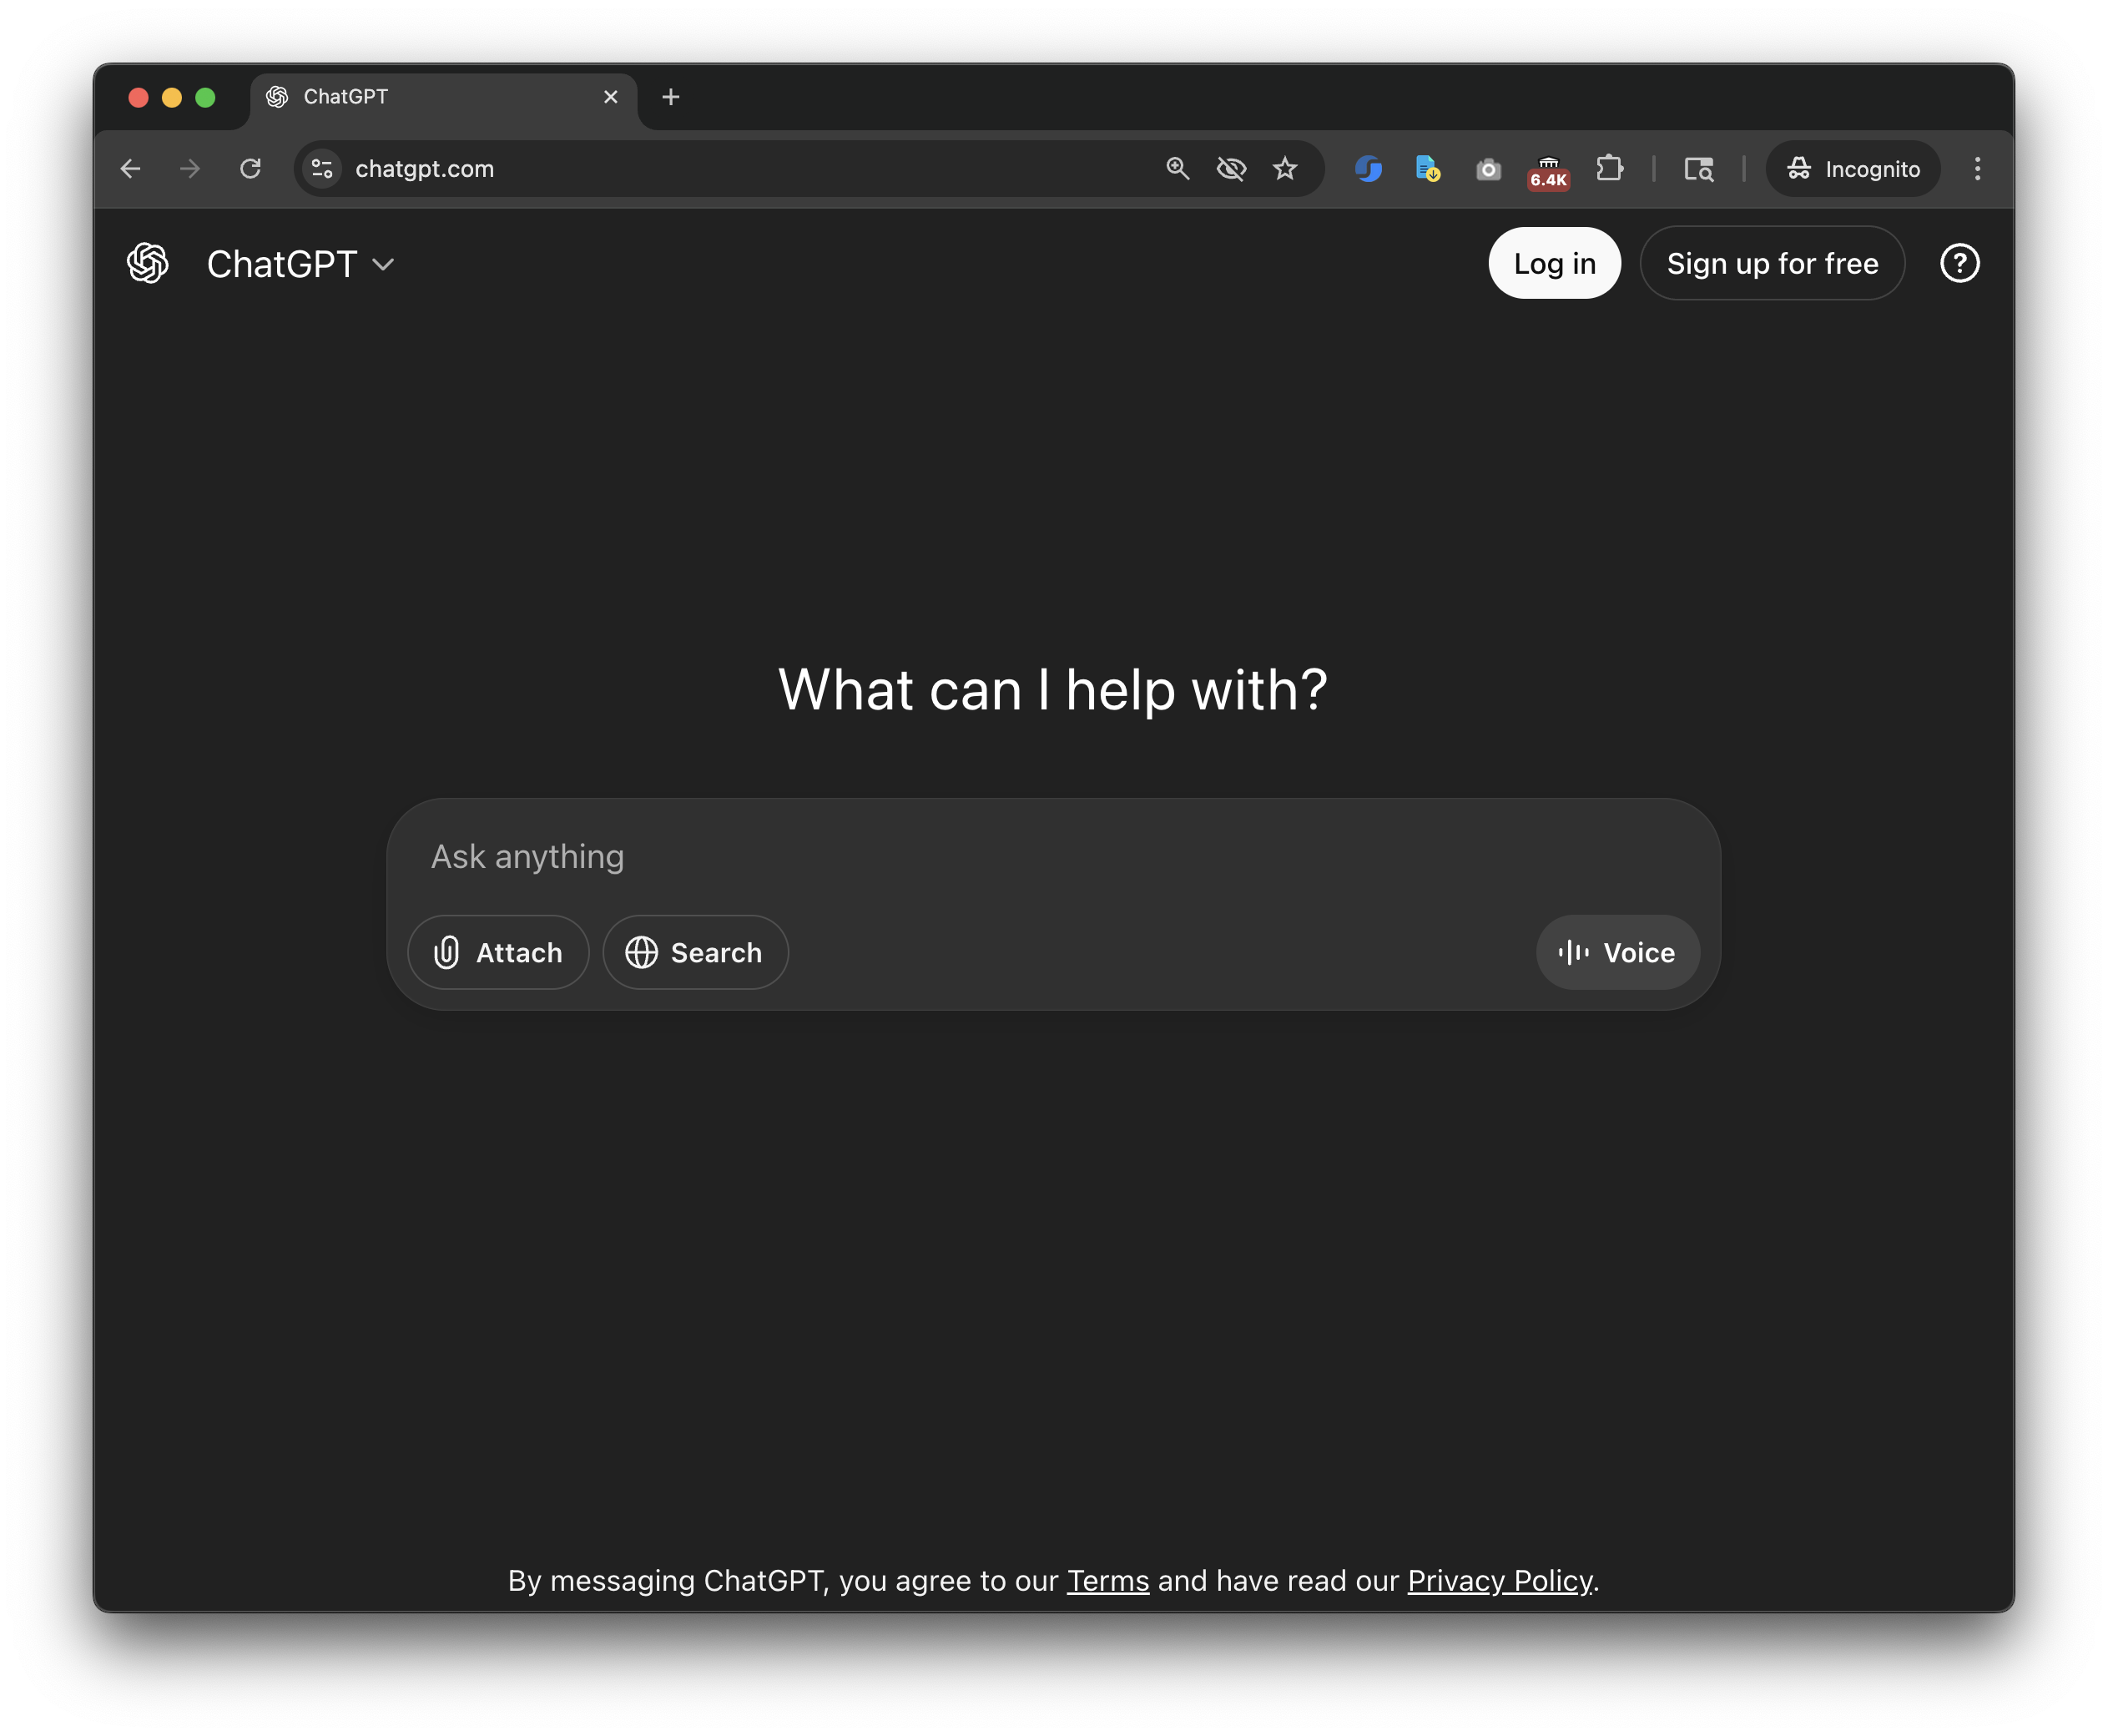 ChatGPT
chatgpt.com
6.4K
Incognito
ChatGPT
Log in
Sign up for free
?
What can I help with?
Ask anything
Attach
Search
Voice
By messaging ChatGPT, you agree to our Terms and have read our Privacy Policy.